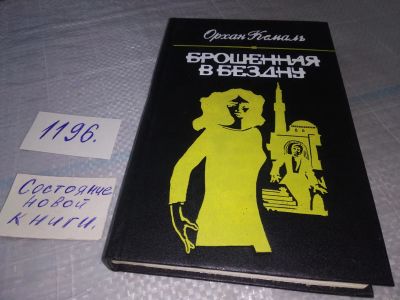 Орхан Кемаль
БРОШЕННАЯ
В БЕЗДНУ
1196.
Состояние
новой
книги.